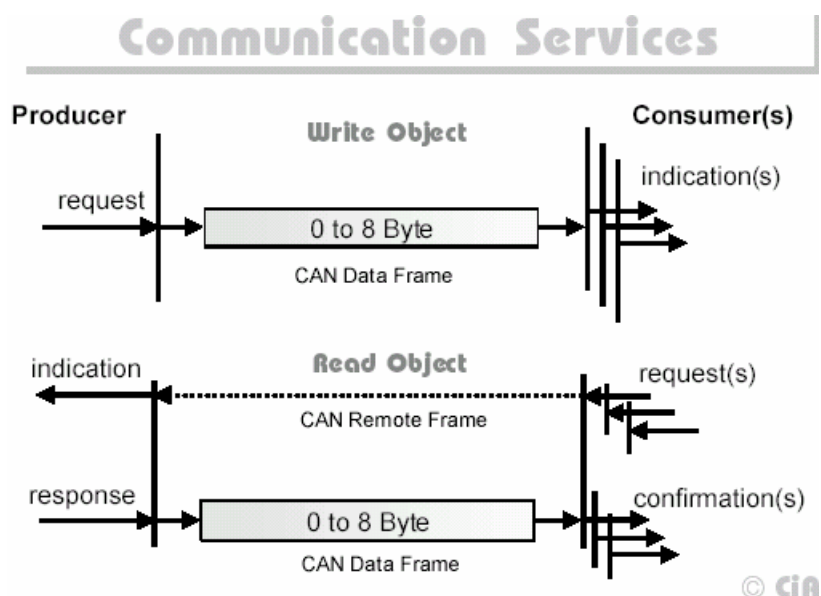 Communication Services
Producer
Write Object
Consumer(s)
request
indication(s)
0 to 8 Byte
CAN Data Frame
indication
Read Object
request(s)
CAN Remote Frame
response
confirmation(s)
0 to 8 Byte
CAN Data Frame
© CiA